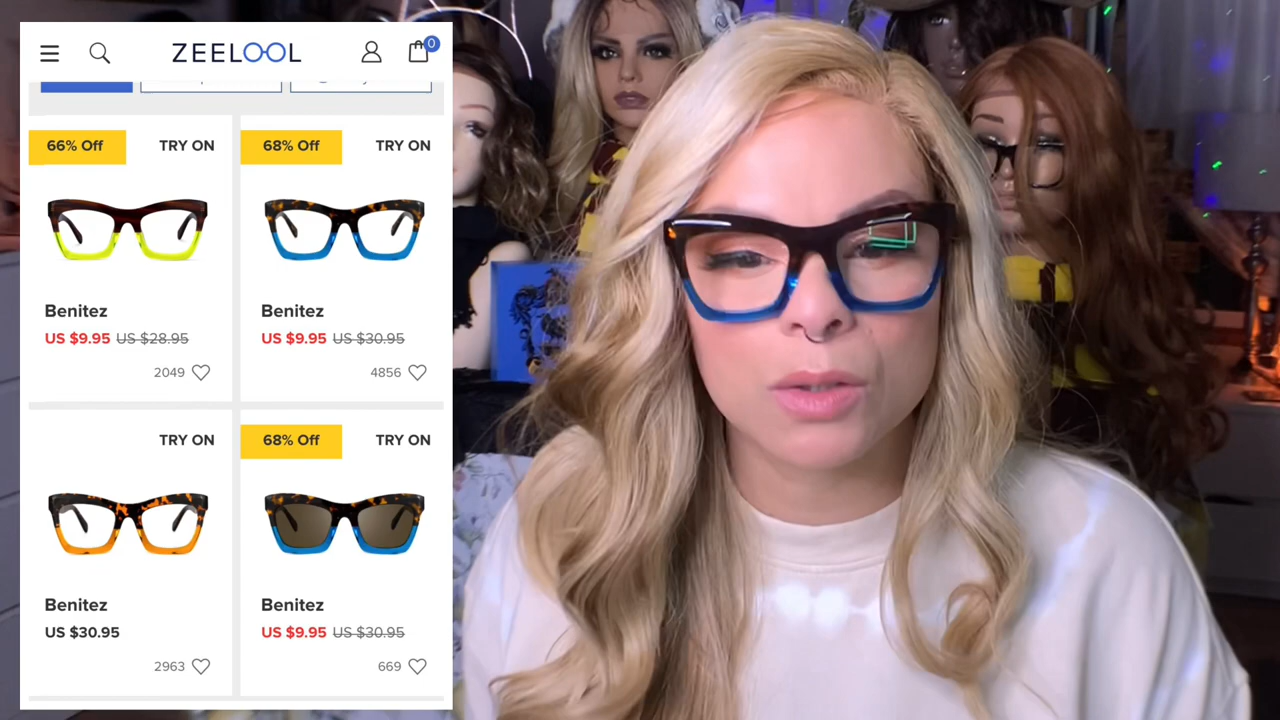 ZEELOOL
0
66% Off
TRY ON
68% Off
TRY ON
Benitez
US $9.95 US $28.95
2049
Benitez
US $9.95 US $30.95
4856
TRY ON
68% Off
TRY ON
Benitez
US $30.95
2963
Benitez
US $9.95 US $30.95
669